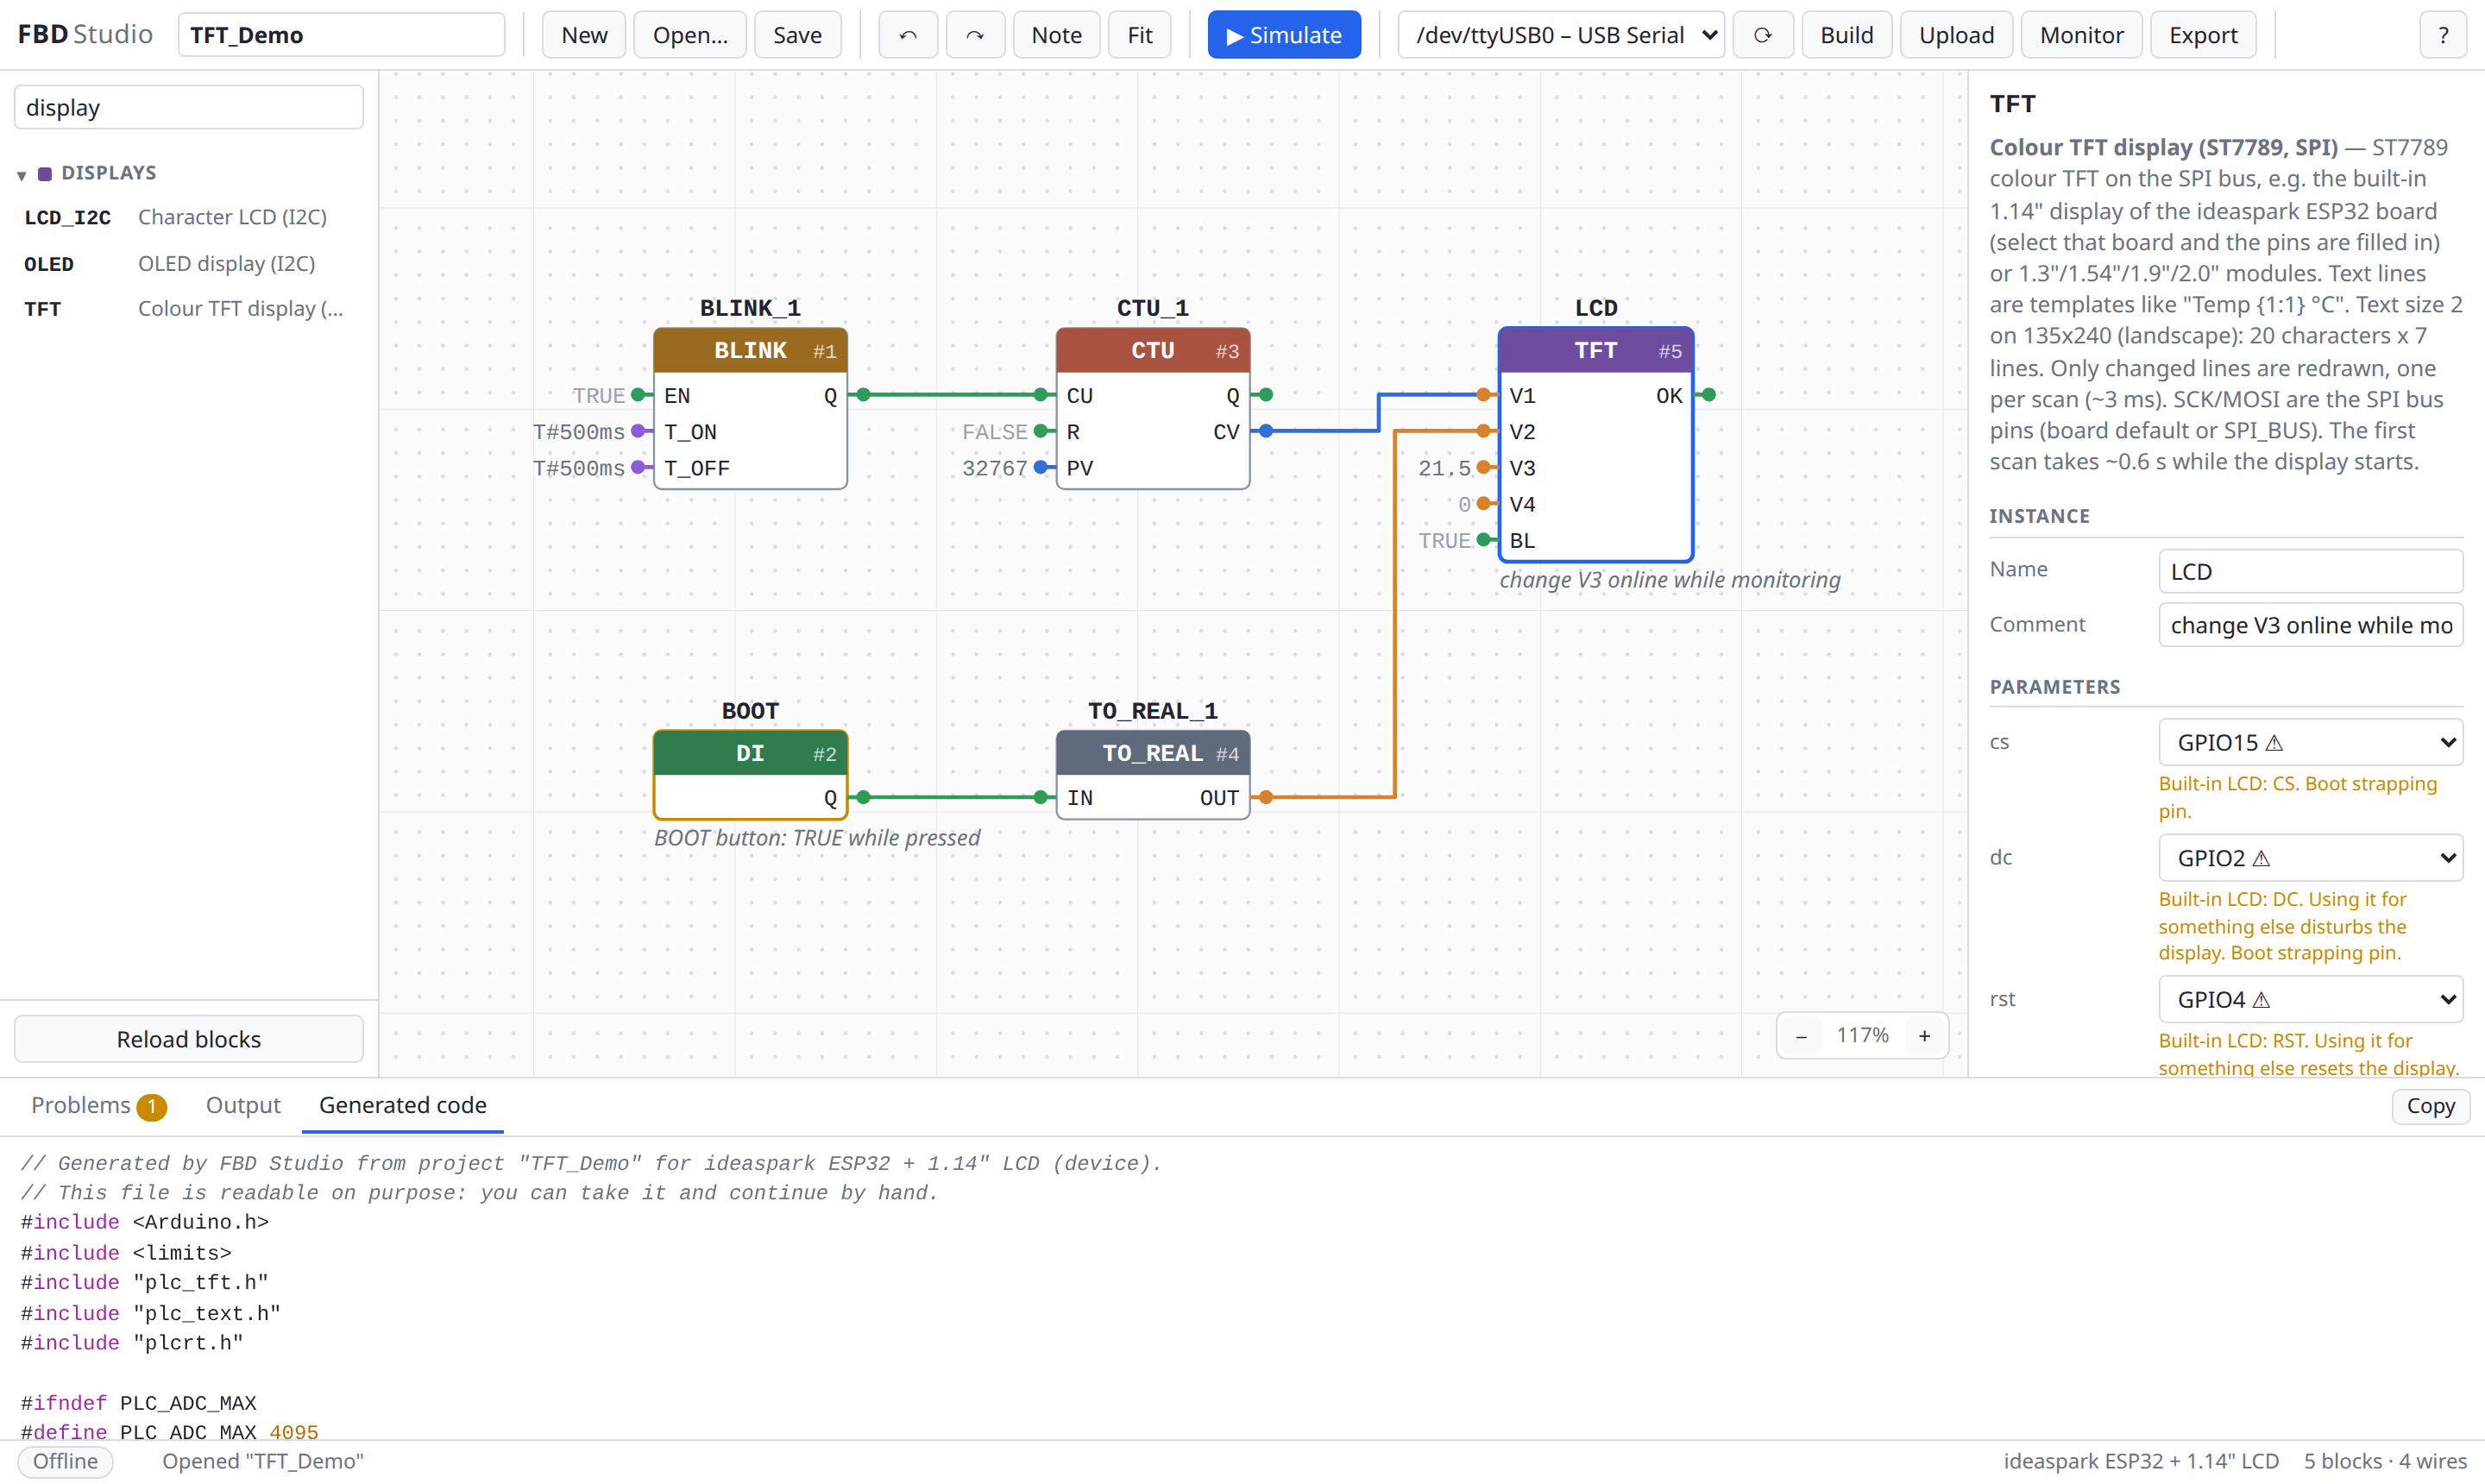 FBD Studio TFT_Demo New Open... Save ↶ ↷ Note Fit ▶ Simulate /dev/ttyUSB0 – USB Serial ⟳ Build Upload Monitor Export ?
display
▼ DISPLAYS
LCD_I2C Character LCD (I2C)
OLED OLED display (I2C)
TFT Colour TFT display (...
Reload blocks
BLINK_1
BLINK #1
TRUE EN Q
T#500ms T_ON
T#500ms T_OFF
CTU_1
CTU #3
CU Q
FALSE R CV
32767 PV
LCD
TFT #5
V1 OK
V2
21.5 V3
0 V4
TRUE BL
change V3 online while monitoring
BOOT
DI #2
Q
BOOT button: TRUE while pressed
TO_REAL_1
TO_REAL #4
IN OUT
– 117% +
TFT
Colour TFT display (ST7789, SPI) — ST7789
colour TFT on the SPI bus, e.g. the built-in
1.14" display of the ideaspark ESP32 board
(select that board and the pins are filled in)
or 1.3"/1.54"/1.9"/2.0" modules. Text lines
are templates like "Temp {1:1} °C". Text size 2
on 135x240 (landscape): 20 characters x 7
lines. Only changed lines are redrawn, one
per scan (~3 ms). SCK/MOSI are the SPI bus
pins (board default or SPI_BUS). The first
scan takes ~0.6 s while the display starts.
INSTANCE
Name LCD
Comment change V3 online while mo
PARAMETERS
cs GPIO15 ⚠
Built-in LCD: CS. Boot strapping
pin.
dc GPIO2 ⚠
Built-in LCD: DC. Using it for
something else disturbs the
display. Boot strapping pin.
rst GPIO4 ⚠
Built-in LCD: RST. Using it for
something else resets the display.
Problems 1 Output Generated code Copy
// Generated by FBD Studio from project "TFT_Demo" for ideaspark ESP32 + 1.14" LCD (device).
// This file is readable on purpose: you can take it and continue by hand.
#include <Arduino.h>
#include <limits>
#include "plc_tft.h"
#include "plc_text.h"
#include "plcrt.h"
#ifndef PLC_ADC_MAX
#define PLC_ADC_MAX 4095
Offline Opened "TFT_Demo" ideaspark ESP32 + 1.14" LCD 5 blocks · 4 wires